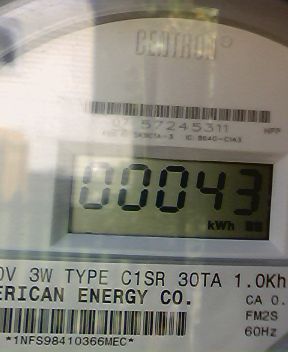 CENTRON
57245311
00043
kWh
0V 3W TYPE C1SR 30TA 1.0Kh
ERICAN ENERGY CO. CA 0.
FM2S
*1NFS98410366MEC* 60Hz